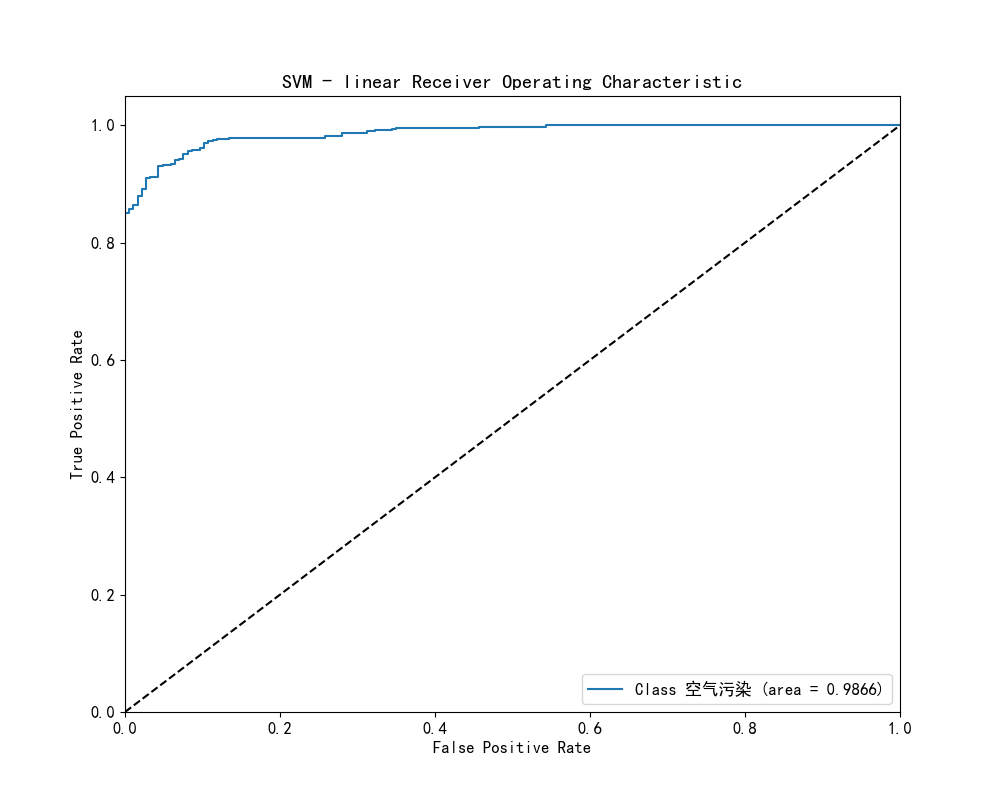 SVM - linear Receiver Operating Characteristic
True Positive Rate
1.0
0.8
0.6
0.4
0.2
0.0
Class 空气污染 (area = 0.9866)
0.0 0.2 0.4 0.6 0.8 1.0
False Positive Rate